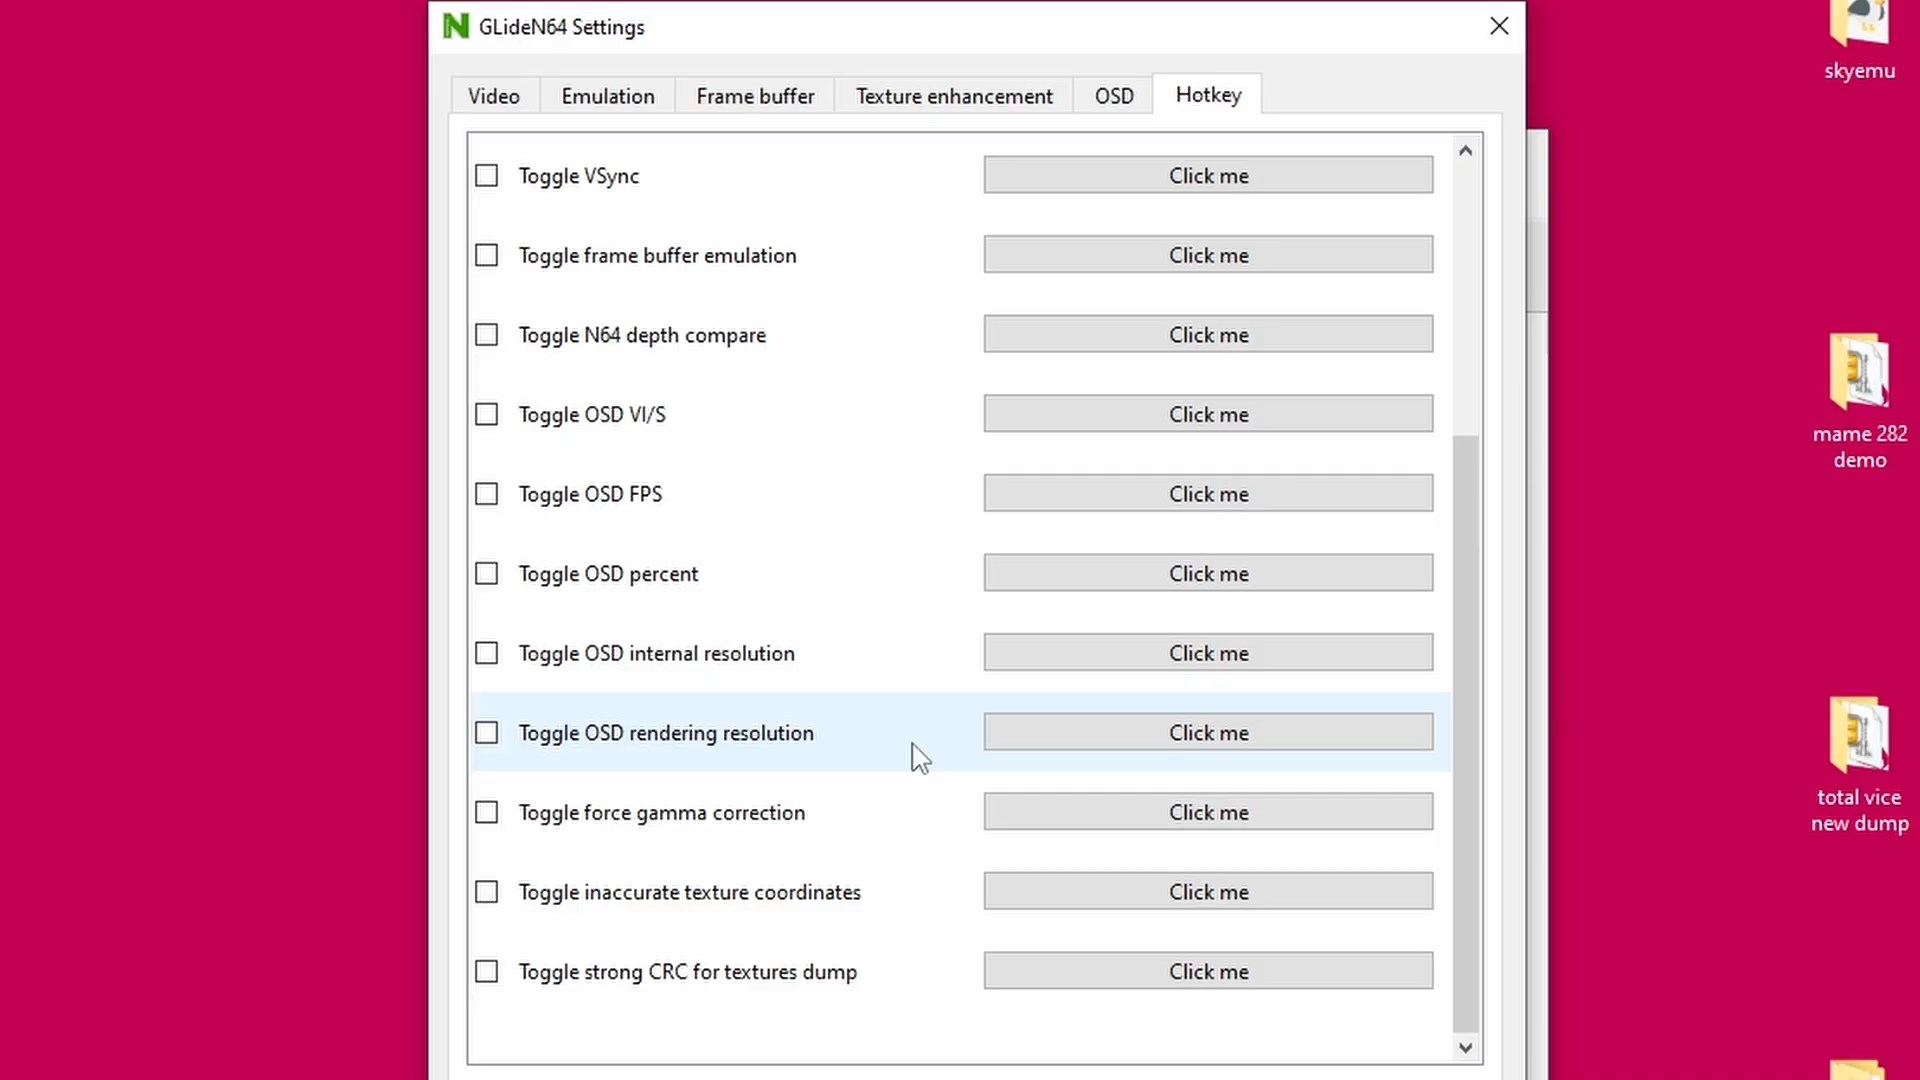 GLideN64 Settings
Video Emulation Frame buffer Texture enhancement OSD Hotkey
Toggle VSync Click me
Toggle frame buffer emulation Click me
Toggle N64 depth compare Click me
Toggle OSD VI/S Click me
Toggle OSD FPS Click me
Toggle OSD percent Click me
Toggle OSD internal resolution Click me
Toggle OSD rendering resolution Click me
Toggle force gamma correction Click me
Toggle inaccurate texture coordinates Click me
Toggle strong CRC for textures dump Click me
skyemu
mame 282
demo
total vice
new dump